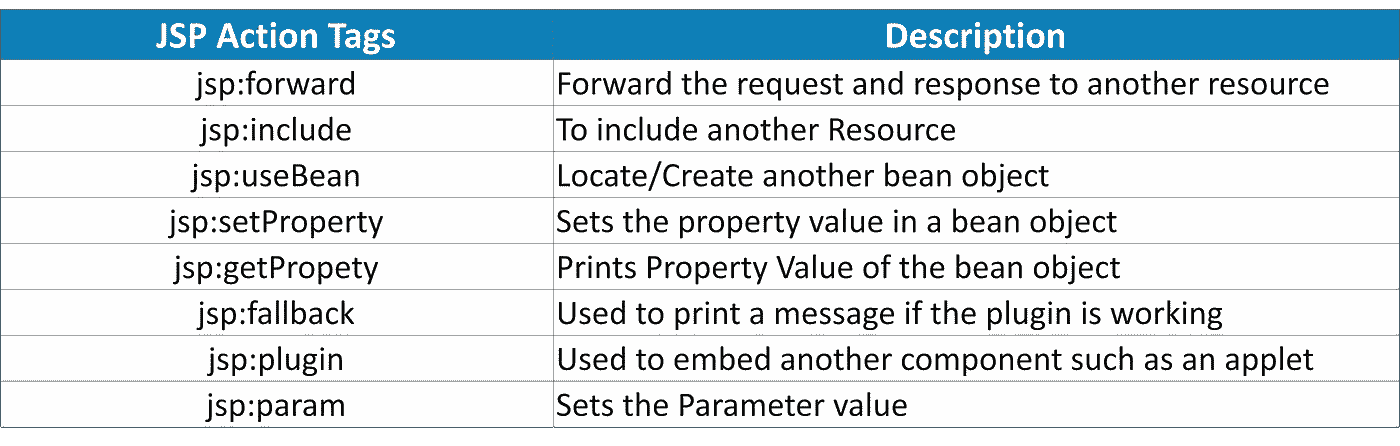 JSP Action Tags Description
jsp:forward Forward the request and response to another resource
jsp:include To include another Resource
jsp:useBean Locate/Create another bean object
jsp:setProperty Sets the property value in a bean object
jsp:getPropety Prints Property Value of the bean object
jsp:fallback Used to print a message if the plugin is working
jsp:plugin Used to embed another component such as an applet
jsp:param Sets the Parameter value